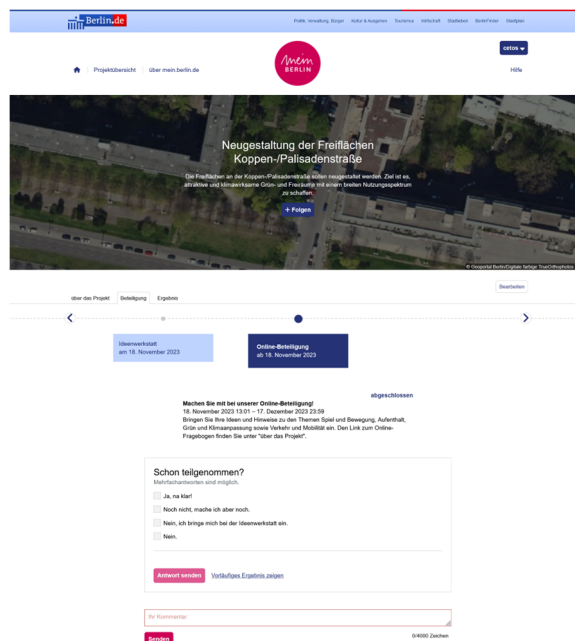 Berlin.de
Politik, Verwaltung, Bürger Kultur & Ausgehen Tourismus Wirtschaft Stadtleben BerlinFinder Stadtplan
mein
BERLIN
cetos
Projektübersicht über mein.berlin.de
Hilfe
Neugestaltung der Freiflächen
Koppen-/Palisadenstraße
Die Freiflächen an der Koppen-/Palisadenstraße sollen neugestaltet werden. Ziel ist es,
attraktive und klimawirksame Grün- und Freiräume mit einem breiten Nutzungsspektrum
zu schaffen.
+ Folgen
© Geoportal Berlin/Digitale farbige TrueOrthophotos
Bearbeiten
über das Projekt Beteiligung Ergebnis
Ideenwerkstatt
am 18. November 2023
Online-Beteiligung
ab 18. November 2023
abgeschlossen
Machen Sie mit bei unserer Online-Beteiligung!
18. November 2023 13:01 – 17. Dezember 2023 23:59
Bringen Sie Ihre Ideen und Hinweise zu den Themen Spiel und Bewegung, Aufenthalt,
Grün und Klimaanpassung sowie Verkehr und Mobilität ein. Den Link zum Online-
Fragebogen finden Sie unter "über das Projekt".
Schon teilgenommen?
Mehrfachantworten sind möglich.
Ja, na klar!
Noch nicht, mache ich aber noch.
Nein, ich bringe mich bei der Ideenwerkstatt ein.
Nein.
Antwort senden Vorläufiges Ergebnis zeigen
Ihr Kommentar
0/4000 Zeichen
Senden